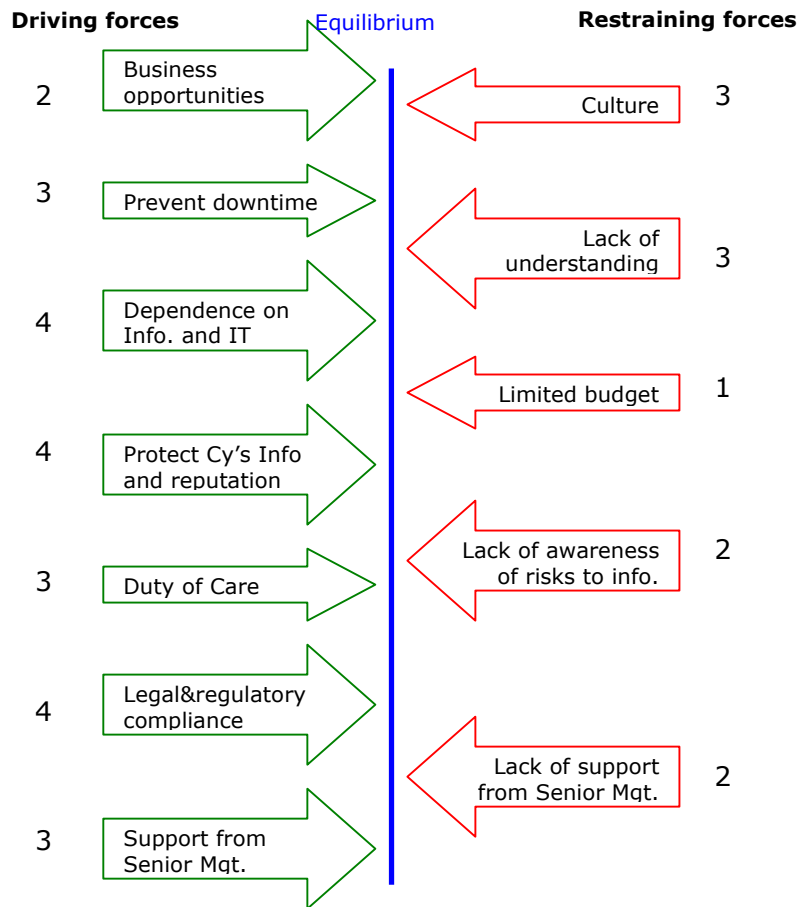 Driving forces
Equilibrium
Restraining forces
2
Business
opportunities
Culture
3
3
Prevent downtime
Lack of
understanding
3
4
Dependence on
Info. and IT
Limited budget
1
4
Protect Cy's Info
and reputation
Lack of awareness
of risks to info.
2
3
Duty of Care
4
Legal&regulatory
compliance
Lack of support
from Senior Mgt.
2
3
Support from
Senior Mgt.